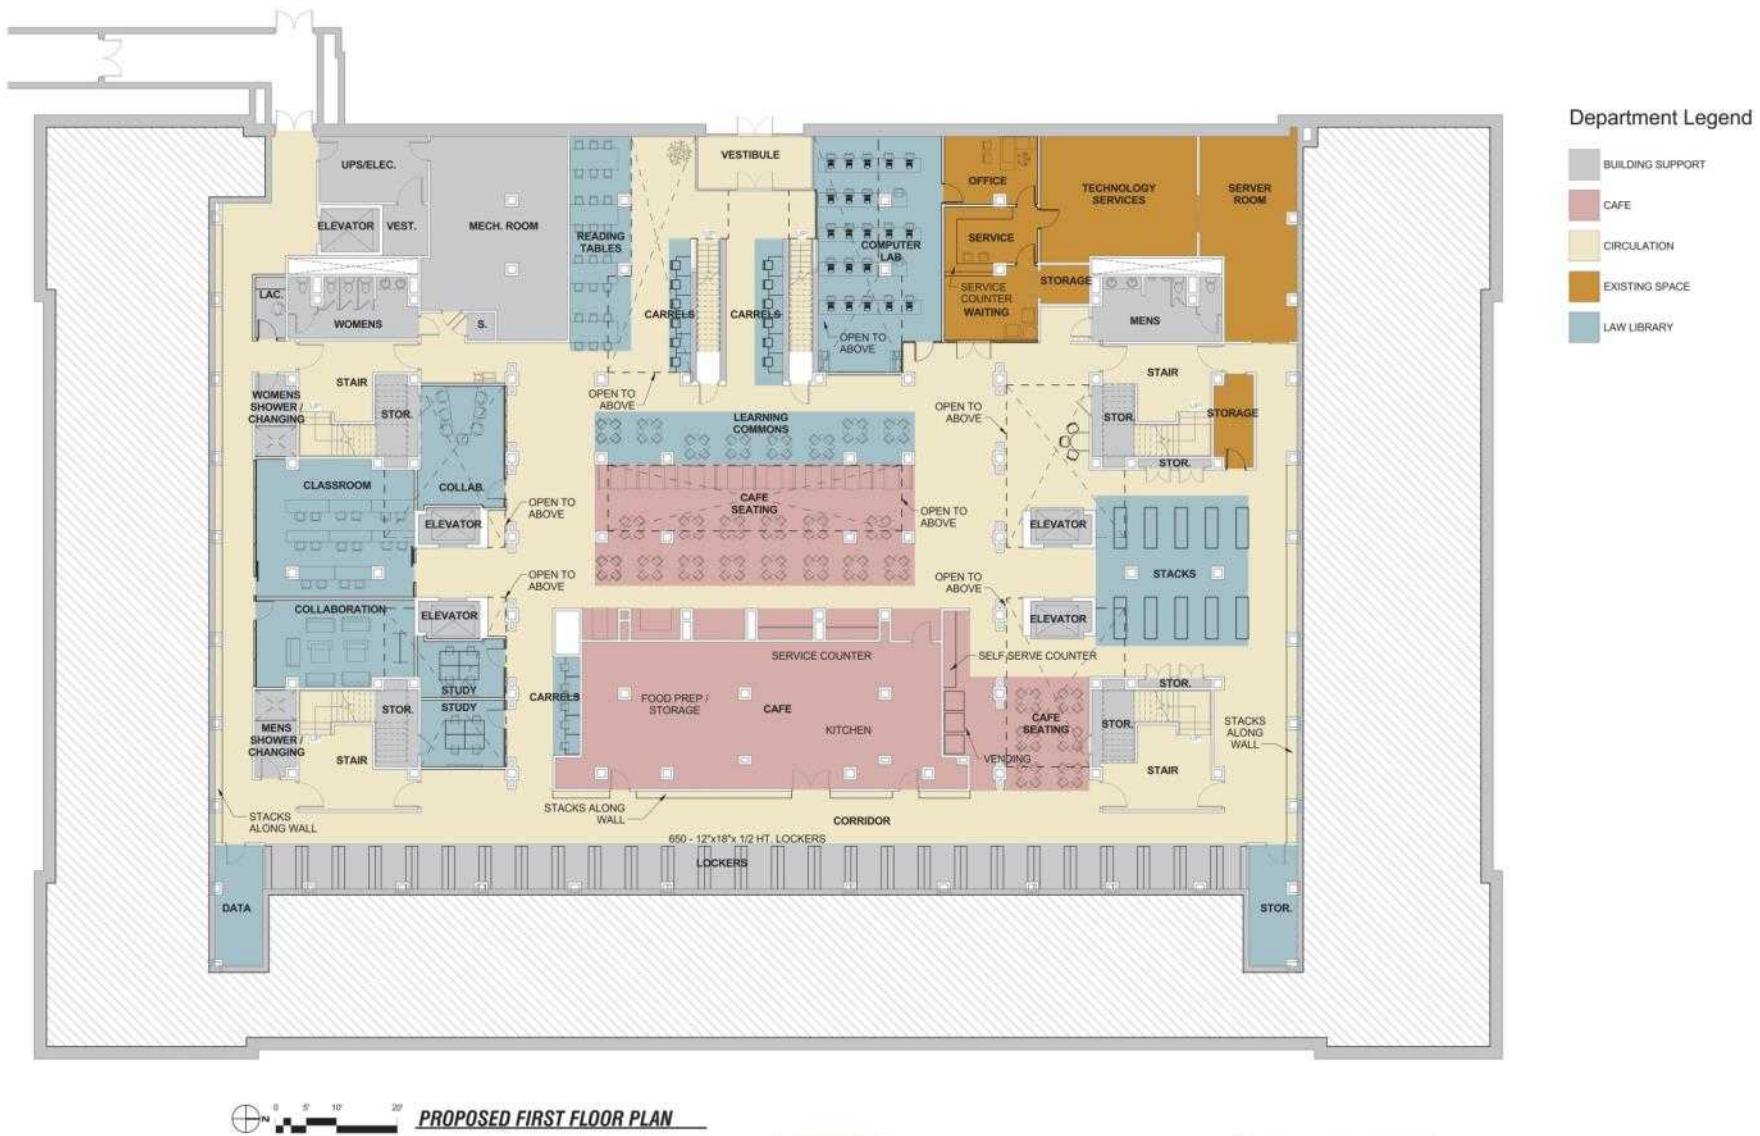 Department Legend
BUILDING SUPPORT
CAFE
CIRCULATION
EXISTING SPACE
LAW LIBRARY
UPS/ELEC.
ELEVATOR
VEST.
MECH. ROOM
READING
TABLES
VESTIBULE
COMPUTER
LAB
OFFICE
SERVICE
TECHNOLOGY
SERVICES
SERVER
ROOM
STORAGE
SERVICE
COUNTER
WAITING
LAC.
WOMENS
S.
CARRELS
CARRELS
OPEN TO
ABOVE
MENS
STAIR
WOMENS
SHOWER /
CHANGING
STOR.
OPEN TO
ABOVE
LEARNING
COMMONS
OPEN TO
ABOVE
STAIR
STOR.
STORAGE
STOR.
CLASSROOM
COLLAB.
ELEVATOR
OPEN TO
ABOVE
CAFE
SEATING
OPEN TO
ABOVE
ELEVATOR
STACKS
OPEN TO
ABOVE
OPEN TO
ABOVE
COLLABORATION
ELEVATOR
ELEVATOR
SERVICE COUNTER
SELF SERVE COUNTER
STUDY
STUDY
CARRELS
FOOD PREP /
STORAGE
CAFE
KITCHEN
CAFE
SEATING
VENDING
STOR.
STOR.
STACKS
ALONG
WALL
STOR.
MENS
SHOWER /
CHANGING
STAIR
STAIR
STACKS
ALONG WALL
STACKS ALONG
WALL
CORRIDOR
650 - 12"x18"x 1/2 HT. LOCKERS
LOCKERS
DATA
STOR.
N
0 5' 10' 20'
PROPOSED FIRST FLOOR PLAN